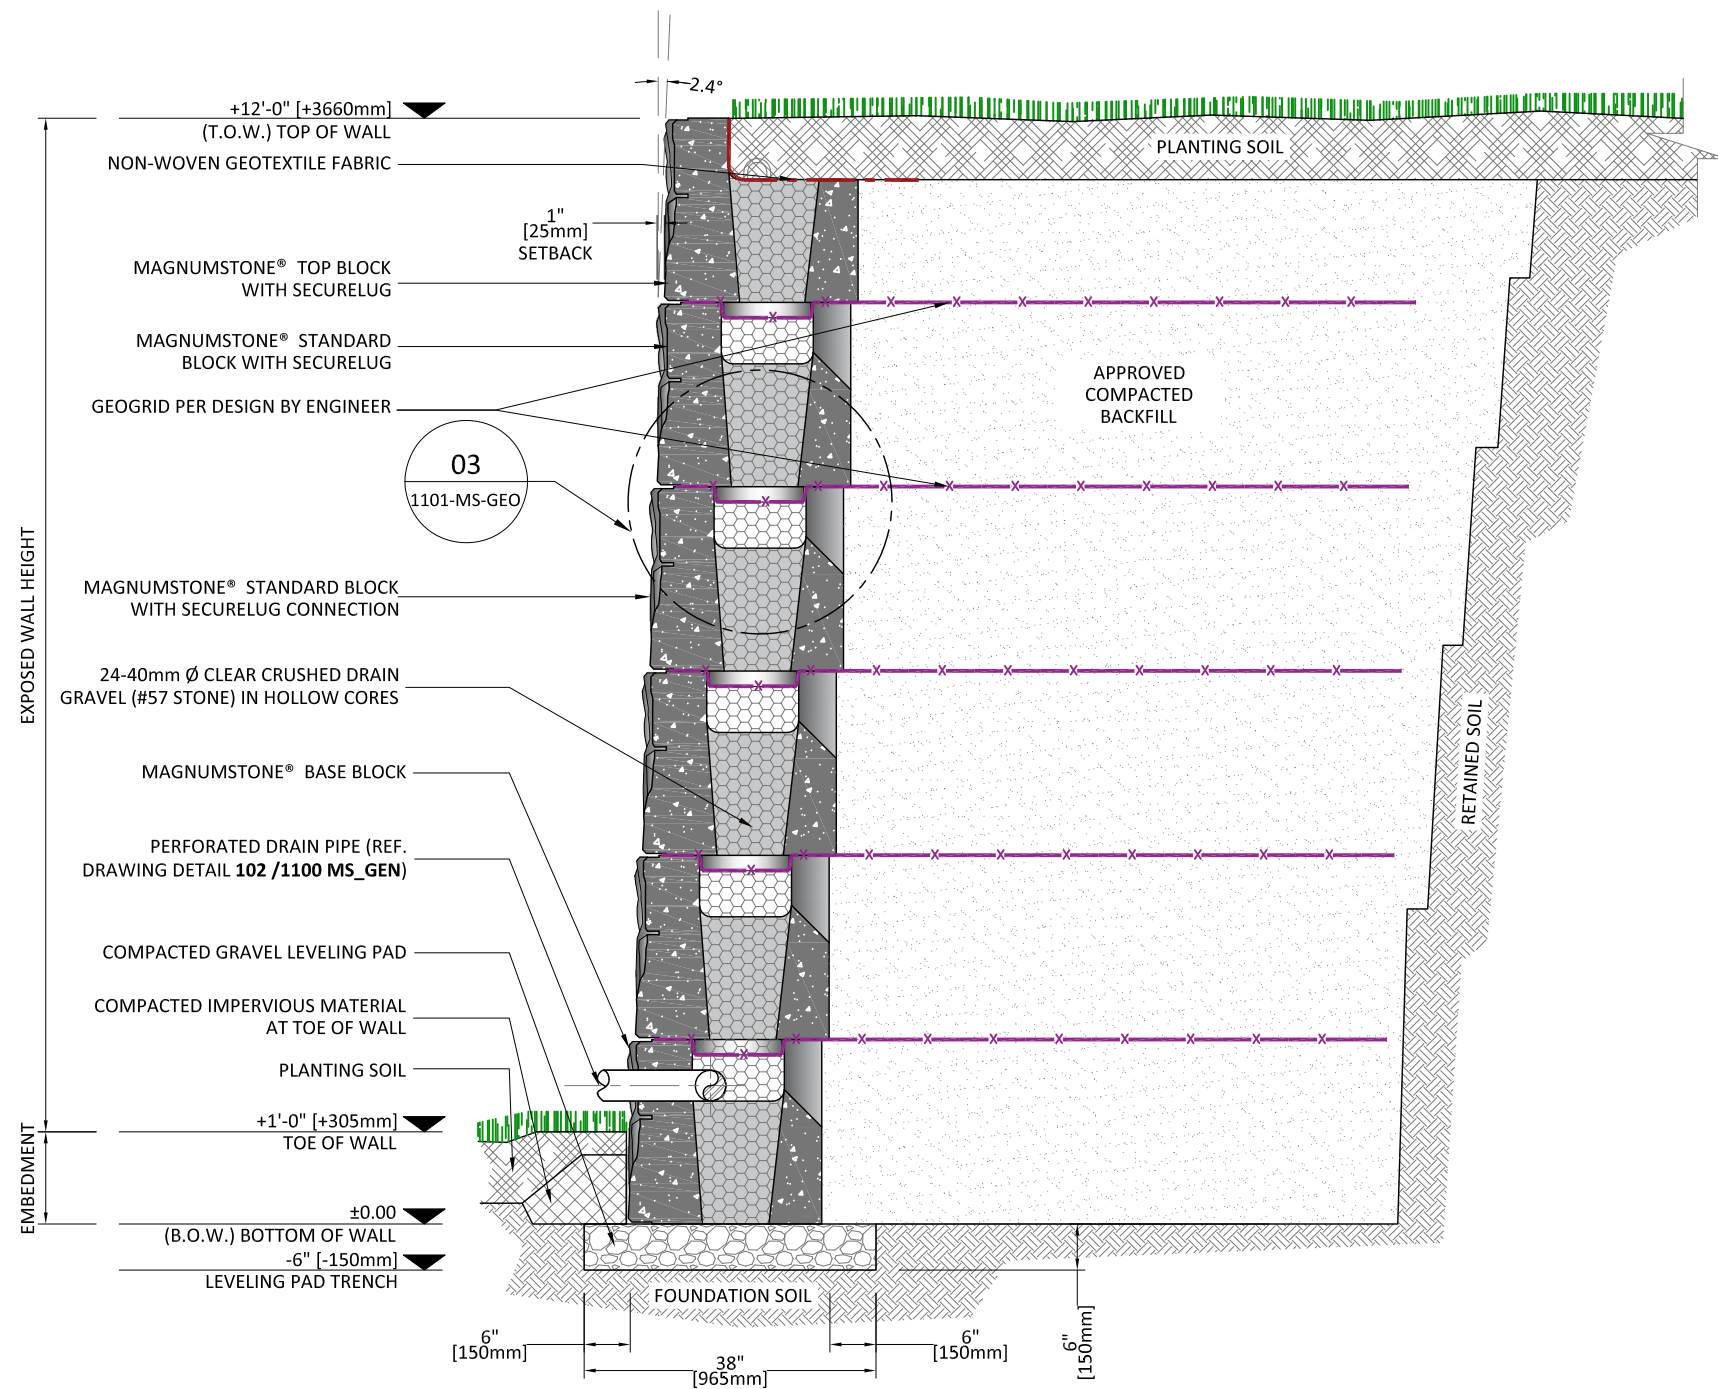 2.4°
+12'-0" [+3660mm]
(T.O.W.) TOP OF WALL
NON-WOVEN GEOTEXTILE FABRIC
PLANTING SOIL
1"
[25mm]
SETBACK
MAGNUMSTONE® TOP BLOCK
WITH SECURELUG
MAGNUMSTONE® STANDARD
BLOCK WITH SECURELUG
GEOGRID PER DESIGN BY ENGINEER
APPROVED
COMPACTED
BACKFILL
03
1101-MS-GEO
EXPOSED WALL HEIGHT
MAGNUMSTONE® STANDARD BLOCK
WITH SECURELUG CONNECTION
24-40mm Ø CLEAR CRUSHED DRAIN
GRAVEL (#57 STONE) IN HOLLOW CORES
RETAINED SOIL
MAGNUMSTONE® BASE BLOCK
PERFORATED DRAIN PIPE (REF.
DRAWING DETAIL 102 /1100 MS_GEN)
COMPACTED GRAVEL LEVELING PAD
COMPACTED IMPERVIOUS MATERIAL
AT TOE OF WALL
PLANTING SOIL
+1'-0" [+305mm]
TOE OF WALL
EMBEDMENT
±0.00
(B.O.W.) BOTTOM OF WALL
-6" [-150mm]
LEVELING PAD TRENCH
FOUNDATION SOIL
6"
[150mm]
38"
[965mm]
6"
[150mm]
6"
[150mm]